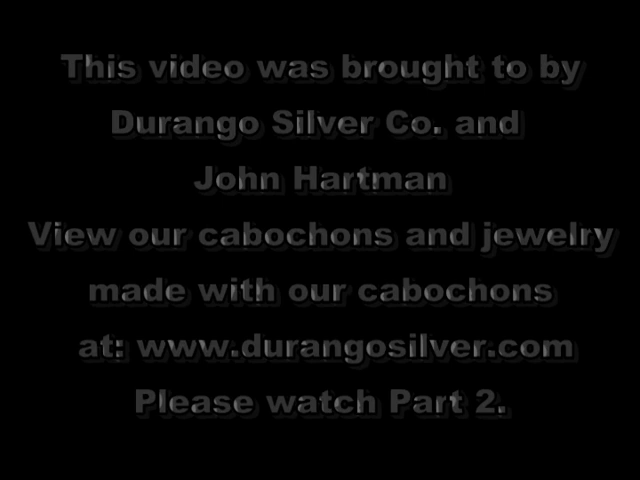 This video was brought to by
Durango Silver Co. and
John Hartman
View our cabochons and jewelry
made with our cabochons
at: www.durangosilver.com
Please watch Part 2.